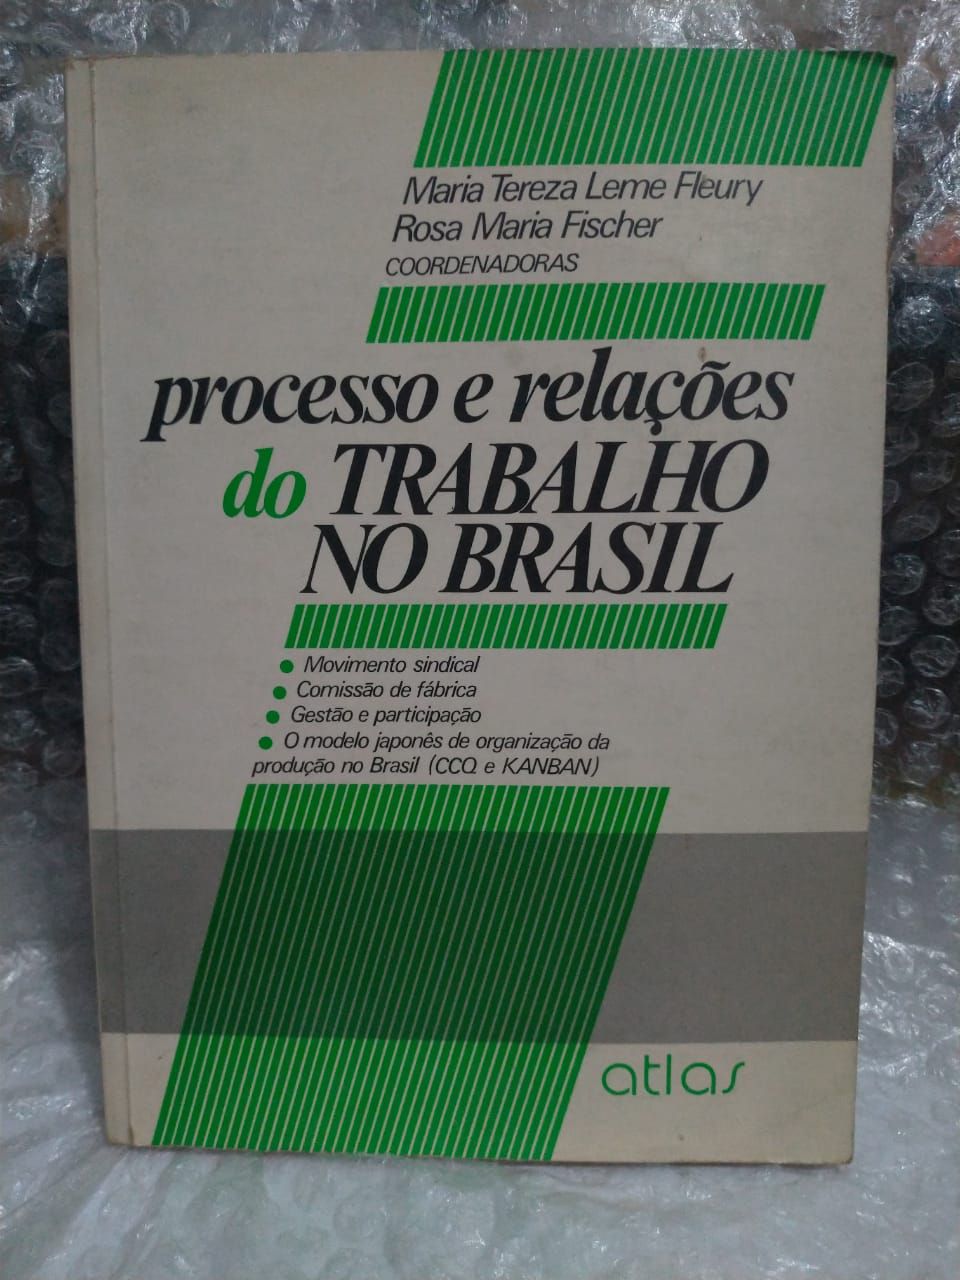 Maria Tereza Leme Fleury
Rosa Maria Fischer
COORDENADORAS
processo e relações
do TRABALHO
NO BRASIL
• Movimento sindical
• Comissão de fábrica
• Gestão e participação
• O modelo japonês de organização da
produção no Brasil (CCQ e KANBAN)
atlas